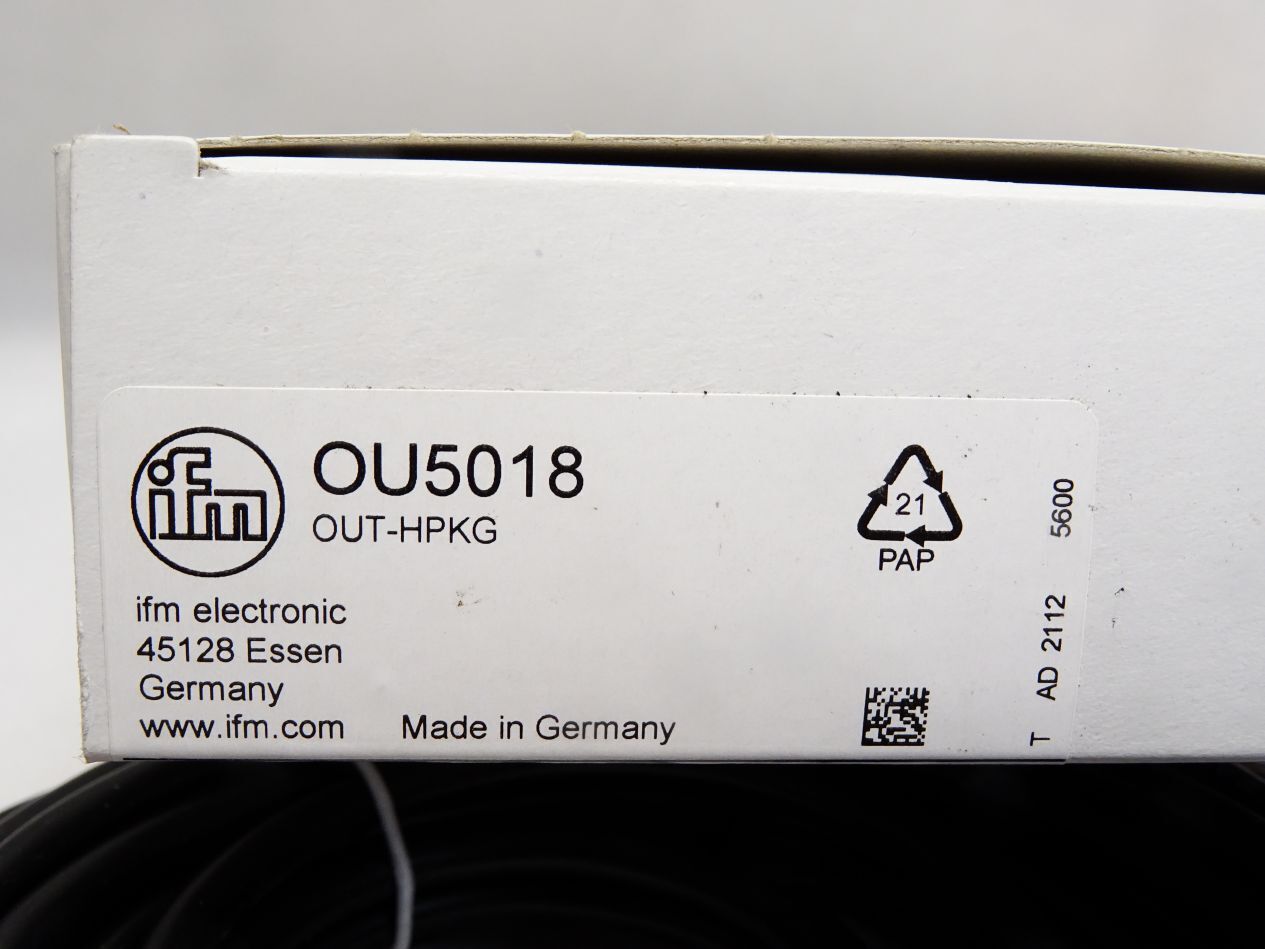 ifm
OU5018
OUT-HPKG
ifm electronic
45128 Essen
Germany
www.ifm.com
Made in Germany
21
PAP
T AD 2112 5600